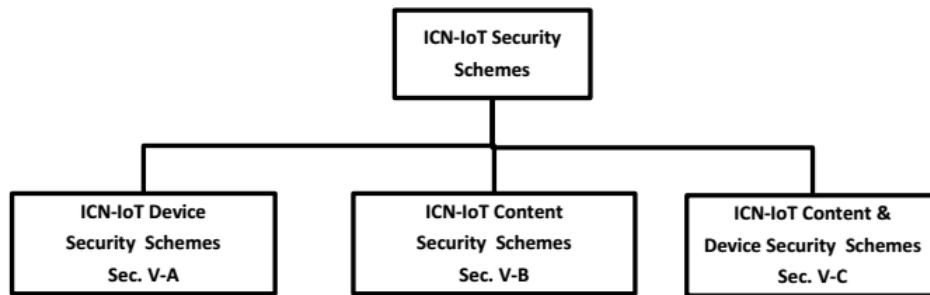 ICN-IoT Security
Schemes
ICN-IoT Device
Security Schemes
Sec. V-A
ICN-IoT Content
Security Schemes
Sec. V-B
ICN-IoT Content &
Device Security Schemes
Sec. V-C